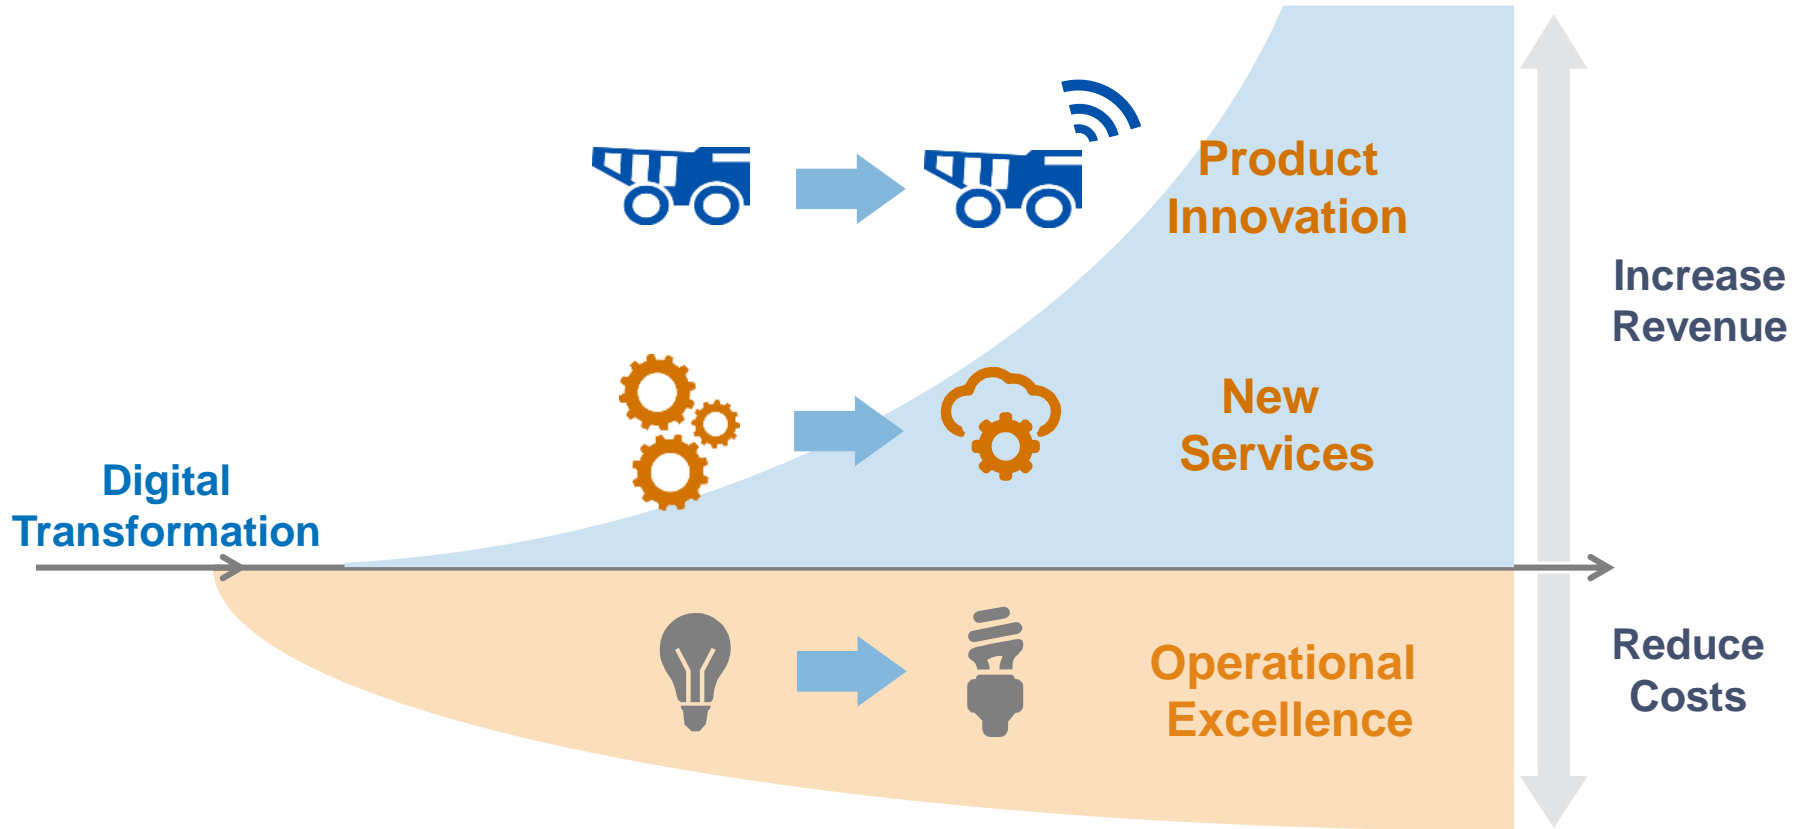 Product
Innovation
Increase
Revenue
New
Services
Digital
Transformation
Operational
Excellence
Reduce
Costs